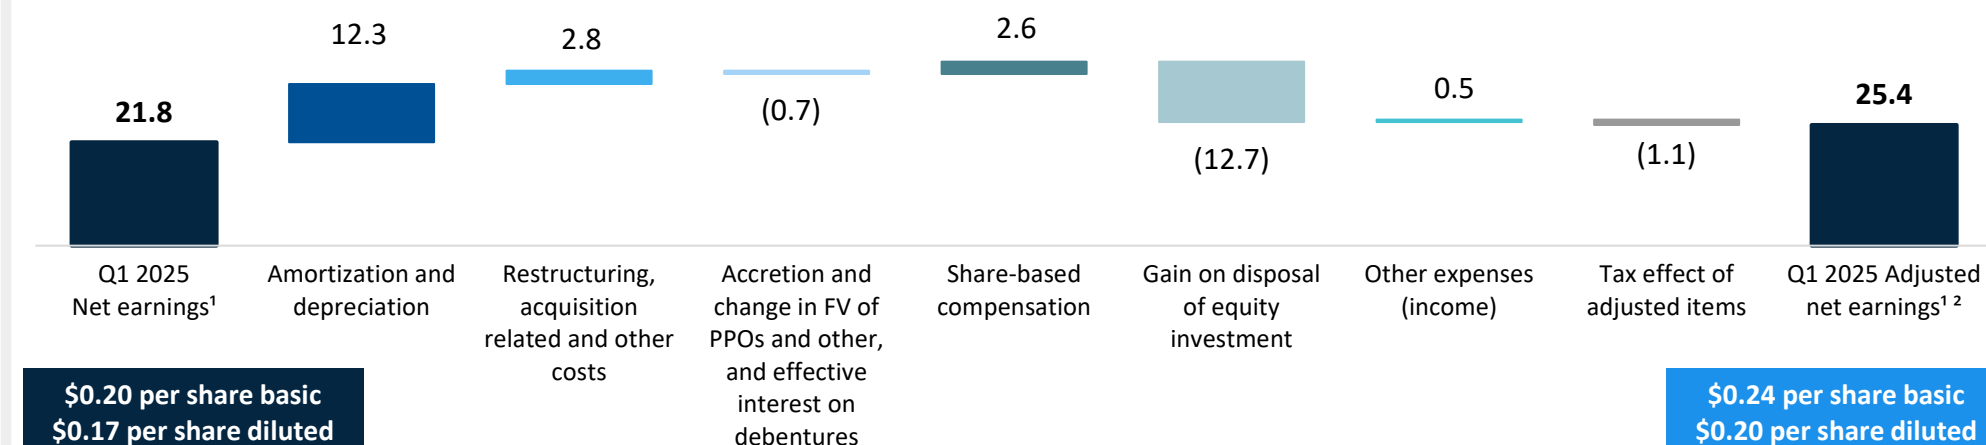 12.3
2.8
2.6
21.8
(0.7)
(12.7)
0.5
(1.1)
25.4
Q1 2025
Net earnings¹
Amortization and
depreciation
Restructuring,
acquisition
related and other
costs
Accretion and
change in FV of
PPOs and other,
and effective
interest on
debentures
Share-based
compensation
Gain on disposal
of equity
investment
Other expenses
(income)
Tax effect of
adjusted items
Q1 2025 Adjusted
net earnings¹ ²
$0.20 per share basic
$0.17 per share diluted
$0.24 per share basic
$0.20 per share diluted